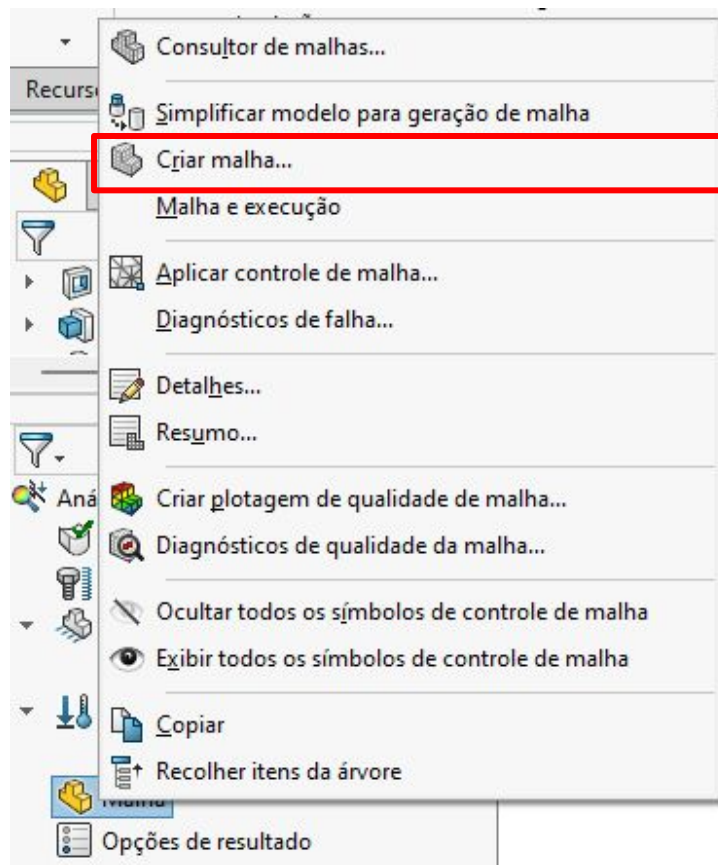 Consultor de malhas...
Recurs
Simplificar modelo para geração de malha
Criar malha...
Malha e execução
Aplicar controle de malha...
Diagnósticos de falha...
Detalhes...
Resumo...
Aná
Criar plotagem de qualidade de malha...
Diagnósticos de qualidade da malha...
Ocultar todos os símbolos de controle de malha
Exibir todos os símbolos de controle de malha
Copiar
Recolher itens da árvore
Malha
Opções de resultado